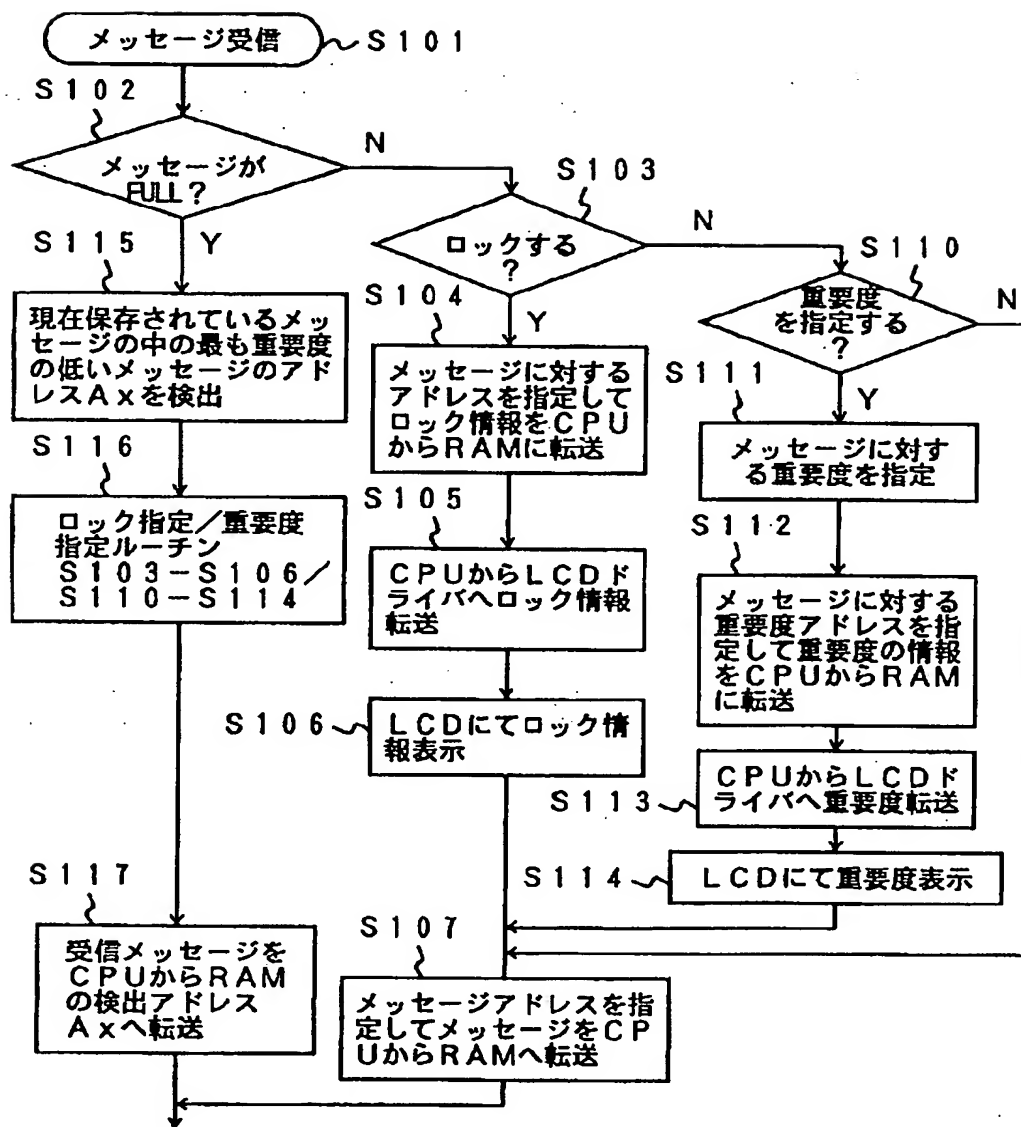 メッセージ受信
S101
S102
メッセージが
FULL?
N
Y
S103
ロックする
?
N
Y
S110
重要度
を指定する
?
N
Y
S115
現在保存されているメッ
セージの中の最も重要度
の低いメッセージのアド
レスAxを検出
S104
メッセージに対する
アドレスを指定して
ロック情報をCPU
からRAMに転送
S111
メッセージに対す
る重要度を指定
S116
ロック指定/重要度
指定ルーチン
S103-S106/
S110-S114
S105
CPUからLCDド
ライバへロック情報
転送
S112
メッセージに対する
重要度アドレスを指
定して重要度の情報
をCPUからRAM
に転送
S106
LCDにてロック情
報表示
S113
CPUからLCDド
ライバへ重要度転送
S114
LCDにて重要度表示
S117
受信メッセージを
CPUからRAM
の検出アドレス
Axへ転送
S107
メッセージアドレスを指
定してメッセージをCP
UからRAMへ転送